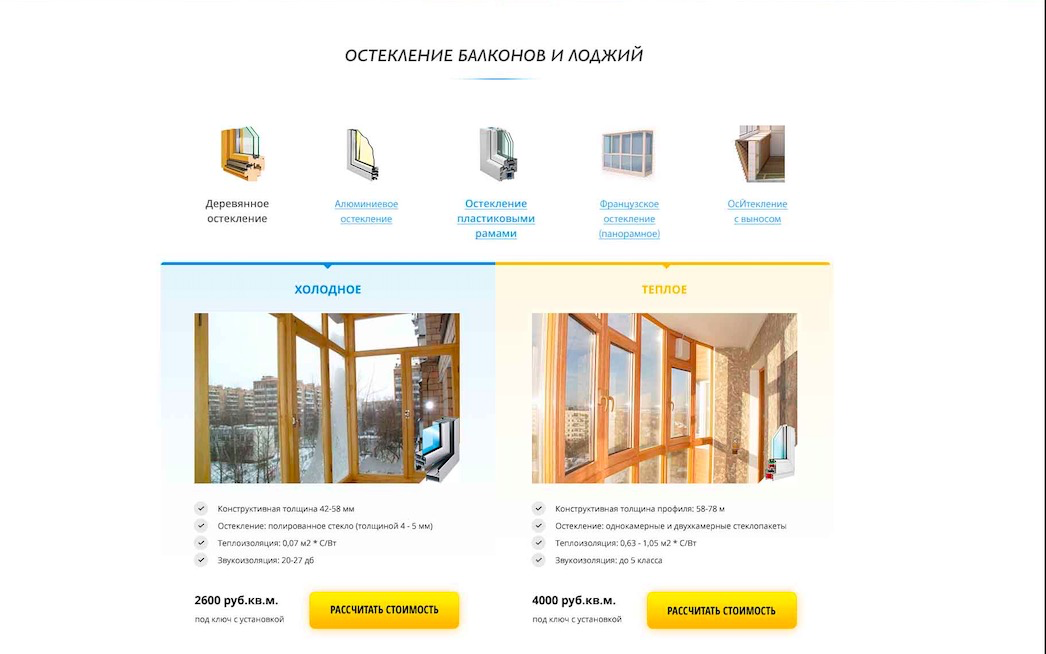 ОСТЕКЛЕНИЕ БАЛКОНОВ И ЛОДЖИЙ
Деревянное
остекление
Алюминиевое
остекление
Остекление
пластиковыми
рамами
Французское
остекление
(панорамное)
ОсЙтекление
с выносом
ХОЛОДНОЕ
Конструктивная толщина 42-58 мм
Остекление: полированное стекло (толщиной 4 - 5 мм)
Теплоизоляция: 0,07 м2 * С/Вт
Звукоизоляция: 20-27 дб
2600 руб.кв.м.
под ключ с установкой
РАССЧИТАТЬ СТОИМОСТЬ
ТЕПЛОЕ
Конструктивная толщина профиля: 58-78 м
Остекление: однокамерные и двухкамерные стеклопакеты
Теплоизоляция: 0,63 - 1,05 м2 * С/Вт
Звукоизоляция: до 5 класса
4000 руб.кв.м.
под ключ с установкой
РАССЧИТАТЬ СТОИМОСТЬ